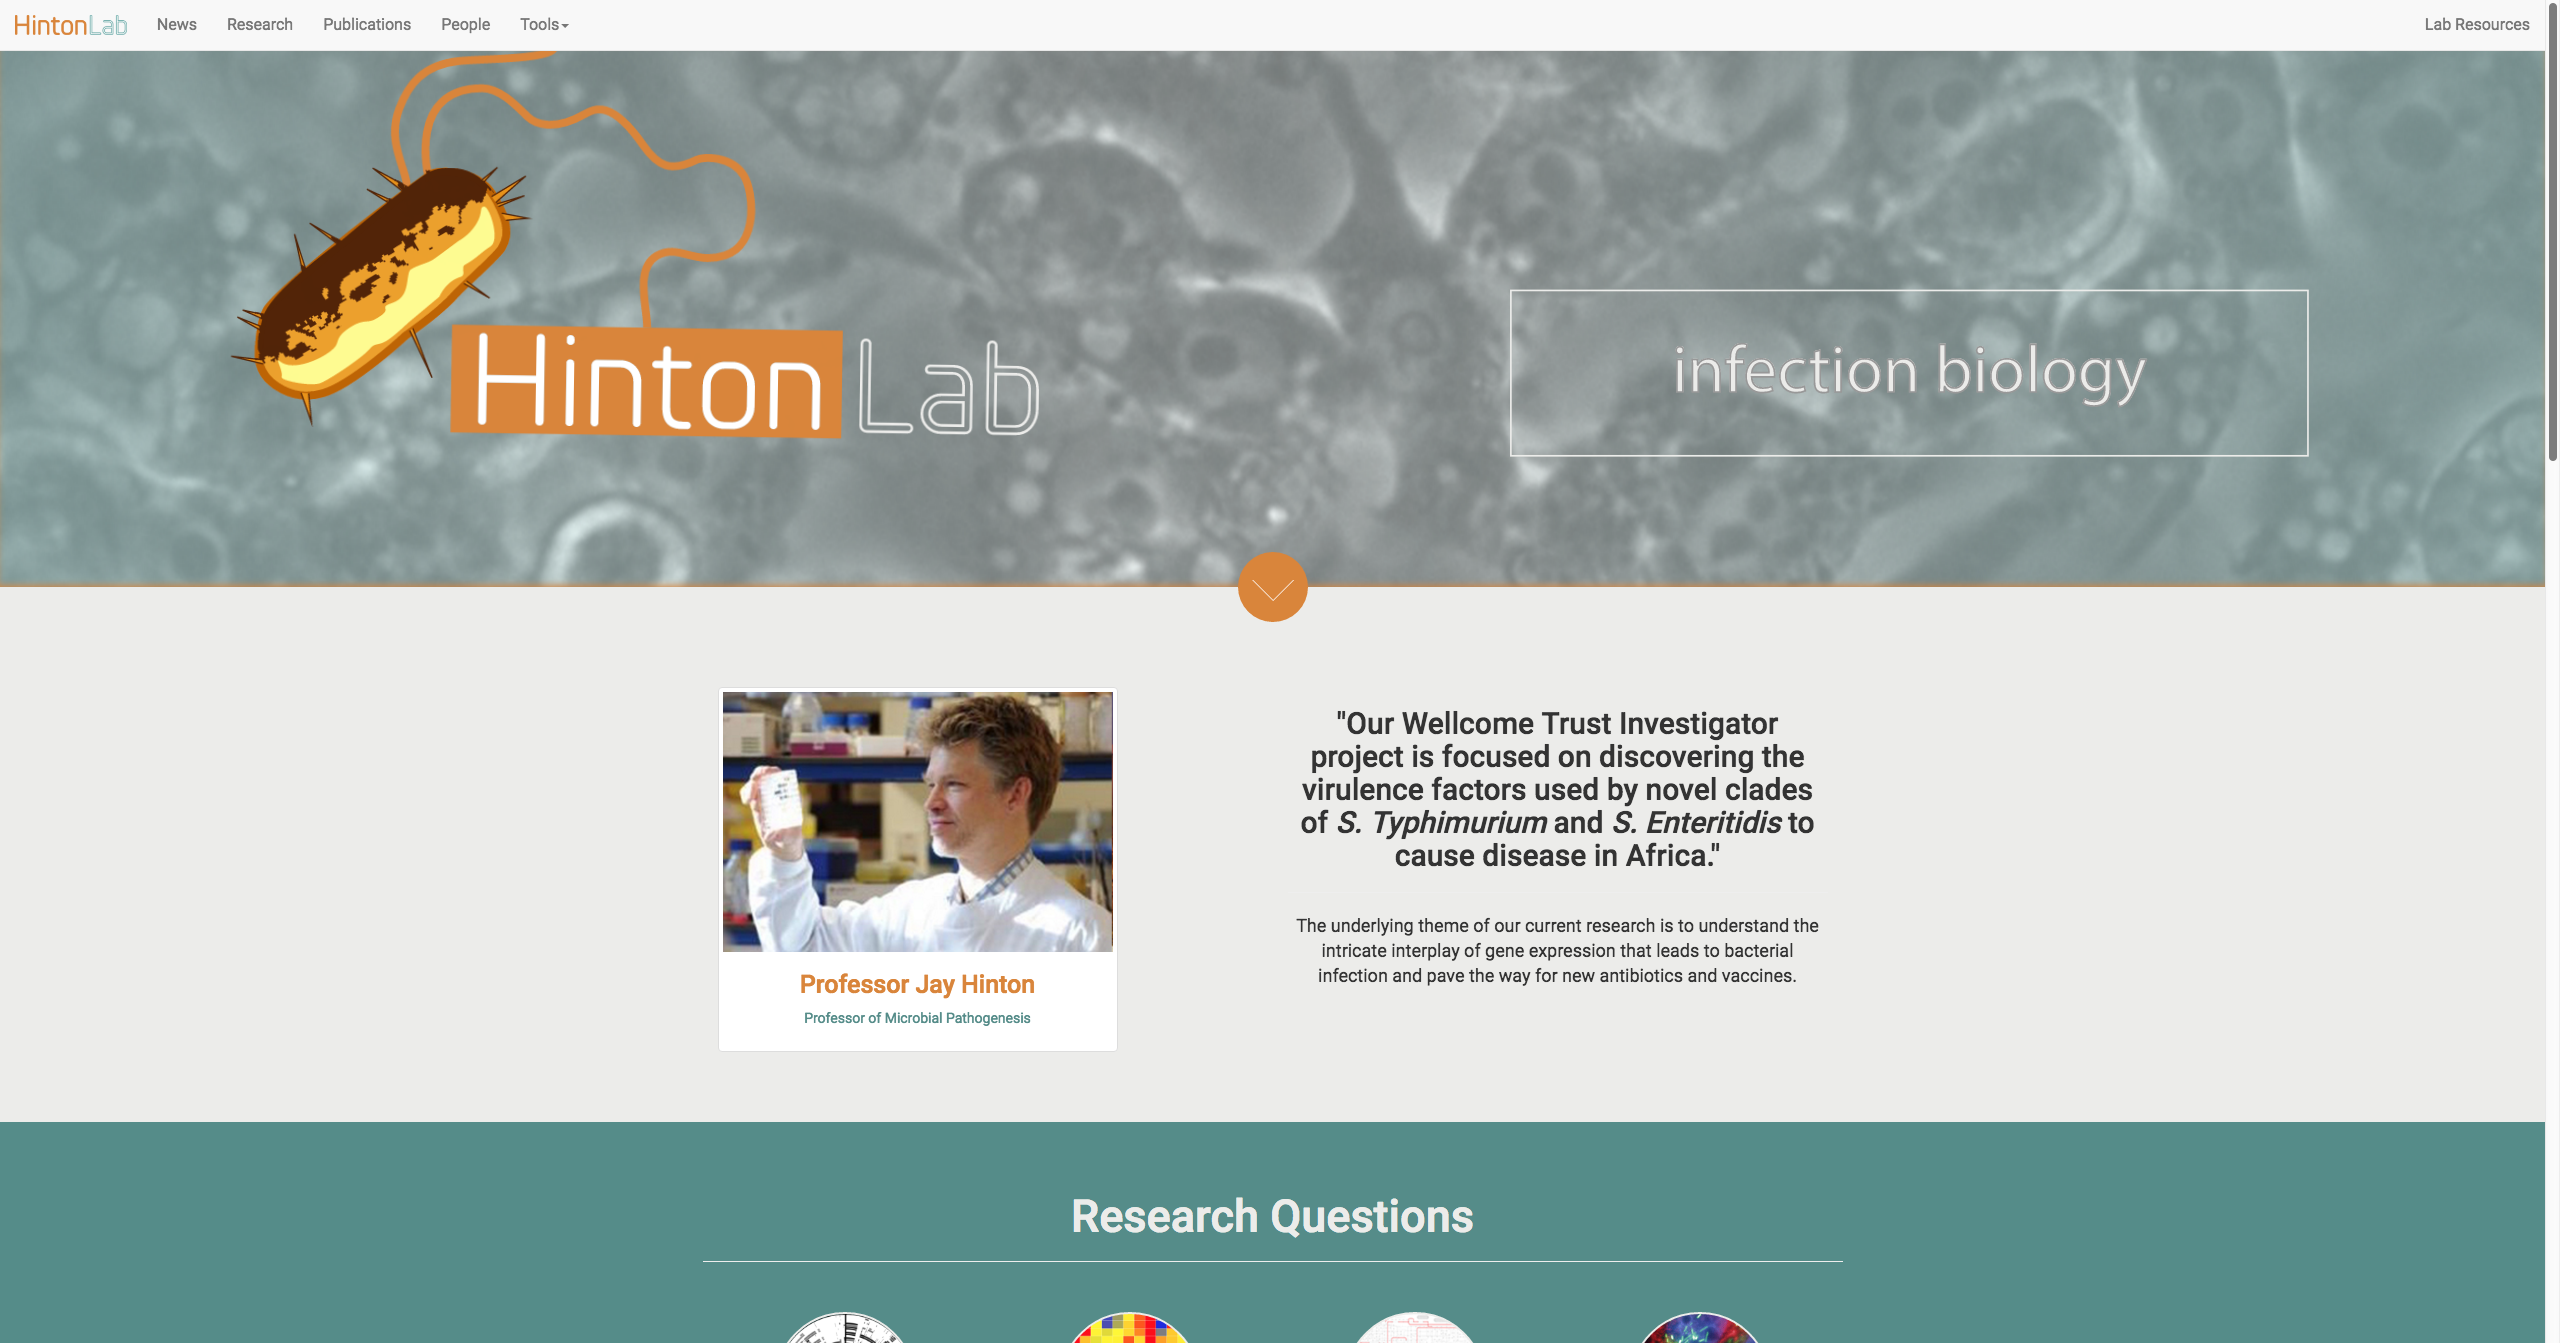 HintonLab News Research Publications People Tools Lab Resources
Hinton Lab
infection biology
"Our Wellcome Trust Investigator
project is focused on discovering the
virulence factors used by novel clades
of S. Typhimurium and S. Enteritidis to
cause disease in Africa."
The underlying theme of our current research is to understand the
intricate interplay of gene expression that leads to bacterial
infection and pave the way for new antibiotics and vaccines.
Professor Jay Hinton
Professor of Microbial Pathogenesis
Research Questions